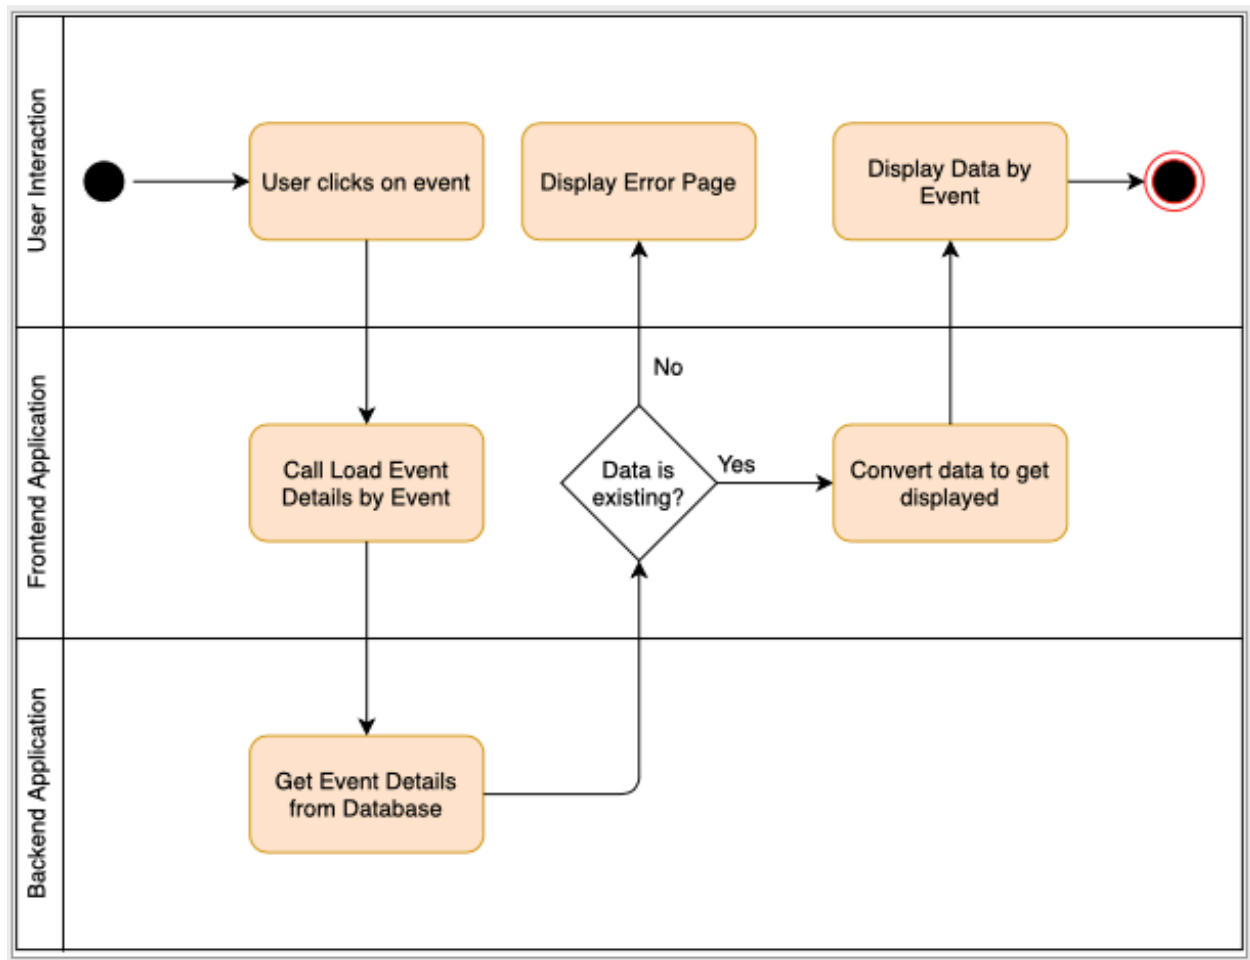 User Interaction
User clicks on event
Display Error Page
Display Data by
Event
Frontend Application
No
Call Load Event
Details by Event
Data is
existing?
Yes
Convert data to get
displayed
Backend Application
Get Event Details
from Database